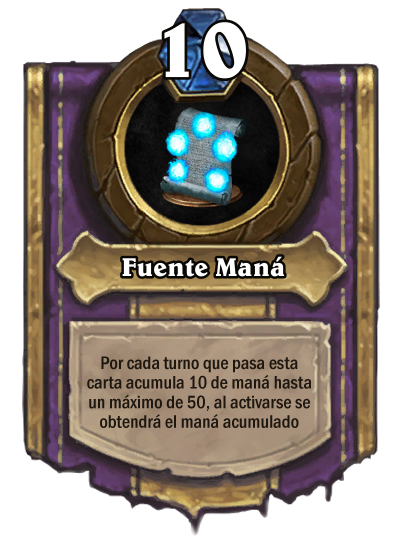 10
Fuente Maná
Por cada turno que pasa esta
carta acumula 10 de maná hasta
un máximo de 50, al activarse se
obtendrá el maná acumulado